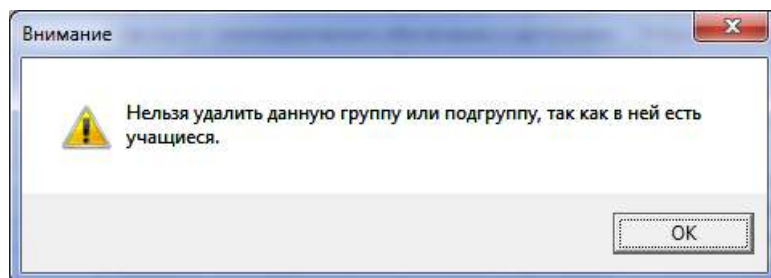 Внимание
Нельзя удалить данную группу или подгруппу, так как в ней есть
учащиеся.
OK